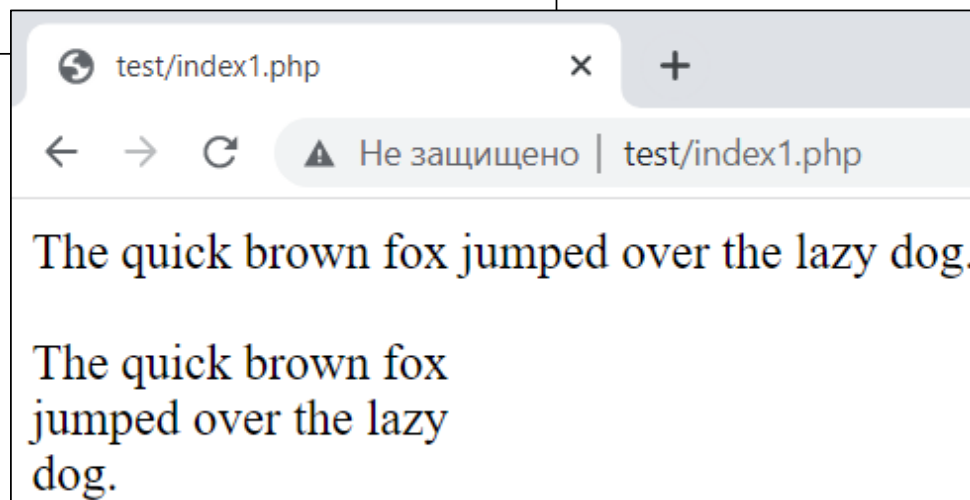 test/index1.php
Не защищено | test/index1.php
The quick brown fox jumped over the lazy dog.
The quick brown fox
jumped over the lazy
dog.